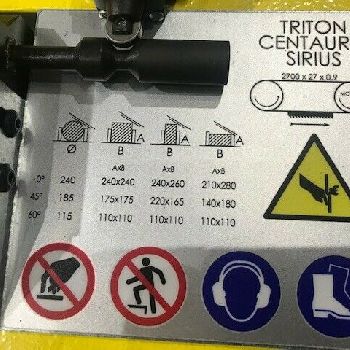 TRITON
CENTAUR
SIRIUS
2700 x 27 x 0.9
A A A
Ø B B B
AxB AxB AxB
0° 240 240x240 240x260 210x280
45° 185 175x175 220x165 140x180
60° 115 110x110 110x110 110x110